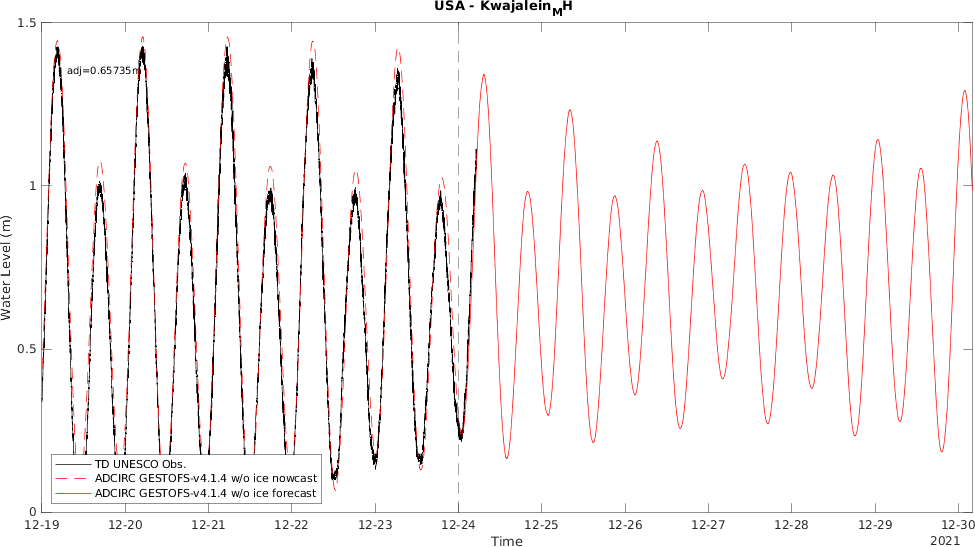 USA - Kwajalein_MH
1.5
adj=0.65735m
1
Water Level (m)
0.5
TD UNESCO Obs.
ADCIRC GESTOFS-v4.1.4 w/o ice nowcast
ADCIRC GESTOFS-v4.1.4 w/o ice forecast
0
12-19 12-20 12-21 12-22 12-23 12-24 12-25 12-26 12-27 12-28 12-29 12-30
Time
2021